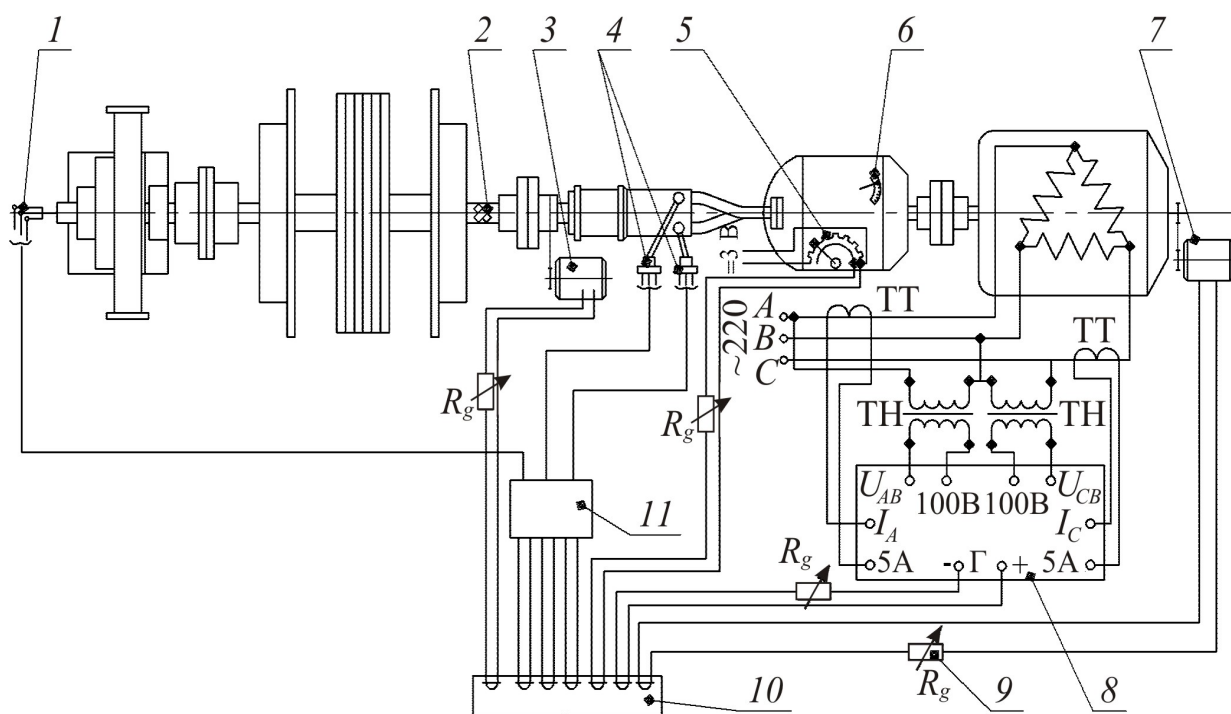 1 2 3 4 5 6 7
=3 В
~220
A
B
C
ТТ
ТТ
R_g
R_g
ТН ТН
U_AB 100В 100В U_CB
I_A I_C
5А - Г + 5А
R_g
11
R_g
10 9 8